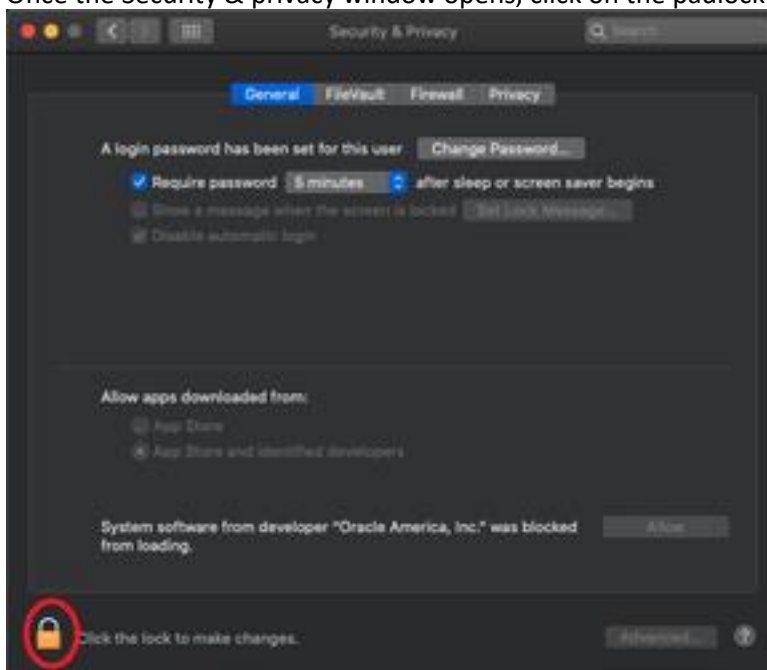 Once the Security & privacy window opens, click on the padlock
Security & Privacy
Search
General FileVault Firewall Privacy
A login password has been set for this user Change Password...
Require password 5 minutes after sleep or screen saver begins
Show a message when the screen is locked Set Lock Message...
Disable automatic login
Allow apps downloaded from:
App Store
App Store and identified developers
System software from developer "Oracle America, Inc." was blocked Allow
from loading.
Click the lock to make changes. Advanced... ?